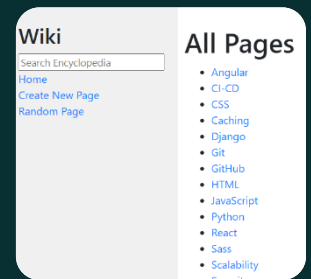 Wiki
Search Encyclopedia
Home
Create New Page
Random Page
All Pages
Angular
CI-CD
CSS
Caching
Django
Git
GitHub
HTML
JavaScript
Python
React
Sass
Scalability